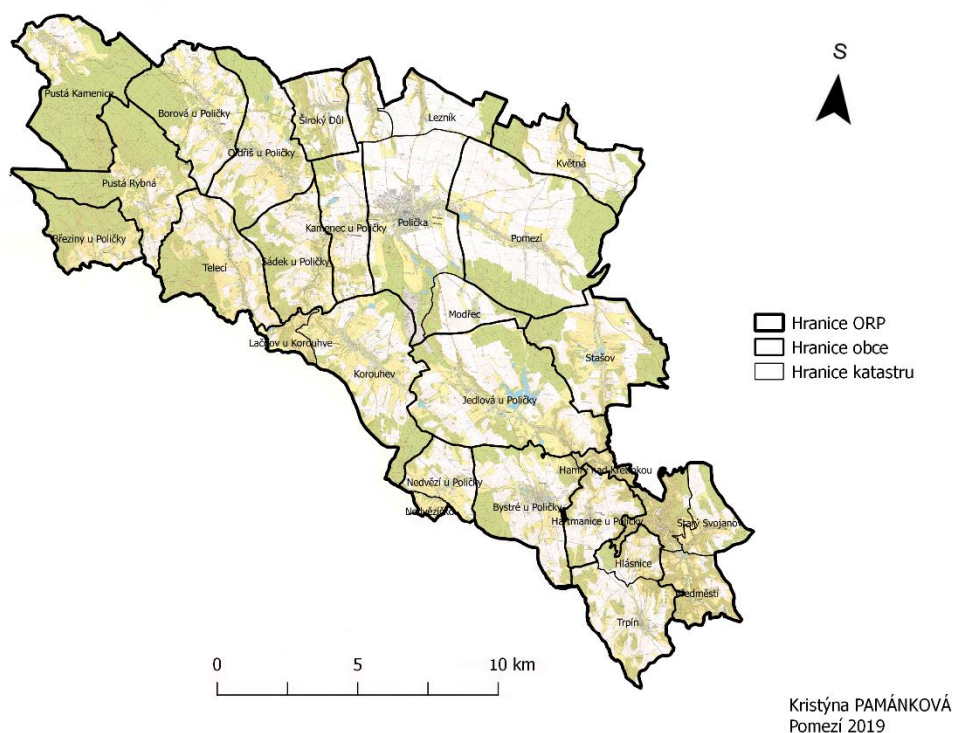 S
Pustá Kamenice
Borová u Poličky
Široký Důl
Lezník
Květná
Oldřiš u Poličky
Pustá Rybná
Kamenec u Poličky
Polička
Pomezí
Březiny u Poličky
Telecí
Sádek u Poličky
Modřec
Lačnov u Korouhve
Korouhev
Stašov
Jedlová u Poličky
Hranice ORP
Hranice obce
Hranice katastru
Hamry nad Křetínkou
Nedvězí u Poličky
Bystré u Poličky
Nedvězíčko
Hartmanice u Poličky
Starý Svojanov
Hlásnice
Předměstí
Trpín
0 5 10 km
Kristýna PAMÁNKOVÁ
Pomezí 2019